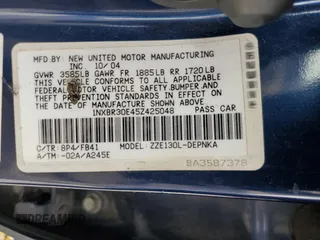 MFD. BY NEW UNITED MOTOR MANUFACTURING
INC. 10/04
GVWR 3585LB GAWR FR 1885LB RR 1720LB
THIS VEHICLE CONFORMS TO ALL APPLICABLE
FEDERAL MOTOR VEHICLE SAFETY,BUMPER,AND
THEFT PREVENTION STANDARDS IN EFFECT ON
THE DATE OF MANUFACTURE SHOWN ABOVE.
1NXBR30E45Z425048 PASS CAR
C/TR: 8P4/FB41 MODEL: ZZE130L-DEPNKA
A/TM: -02A/A245E
8A3587378
DREAMRIDE